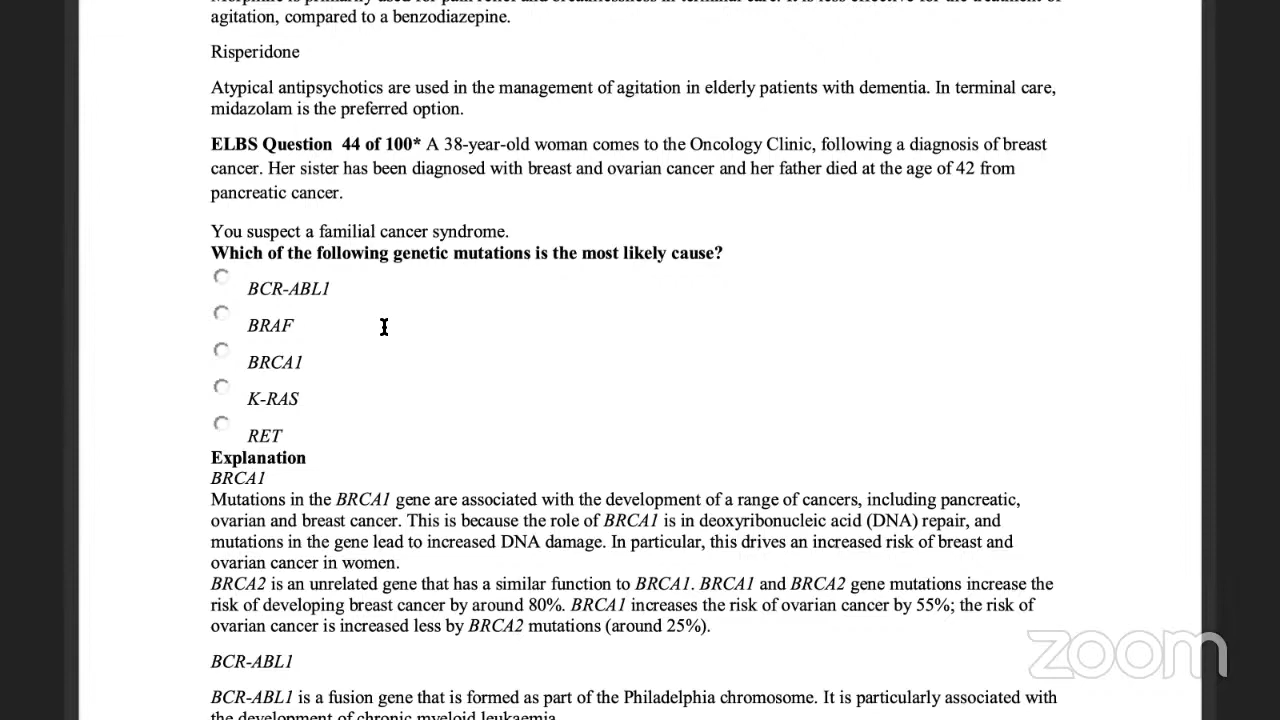 agitation, compared to a benzodiazepine.
Risperidone
Atypical antipsychotics are used in the management of agitation in elderly patients with dementia. In terminal care,
midazolam is the preferred option.
ELBS Question 44 of 100* A 38-year-old woman comes to the Oncology Clinic, following a diagnosis of breast
cancer. Her sister has been diagnosed with breast and ovarian cancer and her father died at the age of 42 from
pancreatic cancer.
You suspect a familial cancer syndrome.
Which of the following genetic mutations is the most likely cause?
BCR-ABL1
BRAF
BRCA1
K-RAS
RET
Explanation
BRCA1
Mutations in the BRCA1 gene are associated with the development of a range of cancers, including pancreatic,
ovarian and breast cancer. This is because the role of BRCA1 is in deoxyribonucleic acid (DNA) repair, and
mutations in the gene lead to increased DNA damage. In particular, this drives an increased risk of breast and
ovarian cancer in women.
BRCA2 is an unrelated gene that has a similar function to BRCA1. BRCA1 and BRCA2 gene mutations increase the
risk of developing breast cancer by around 80%. BRCA1 increases the risk of ovarian cancer by 55%; the risk of
ovarian cancer is increased less by BRCA2 mutations (around 25%).
BCR-ABL1
BCR-ABL1 is a fusion gene that is formed as part of the Philadelphia chromosome. It is particularly associated with
the development of chronic myeloid leukaemia.
zoom